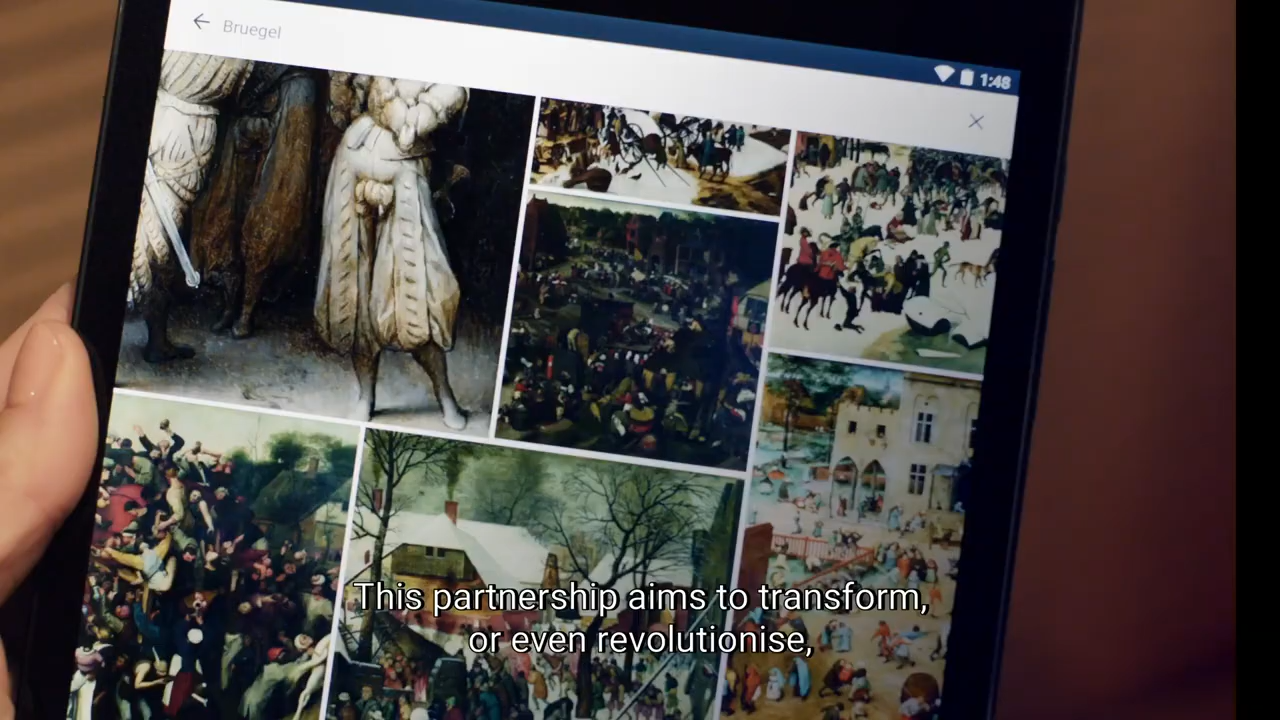 Bruegel
1:48
This partnership aims to transform,
or even revolutionise,